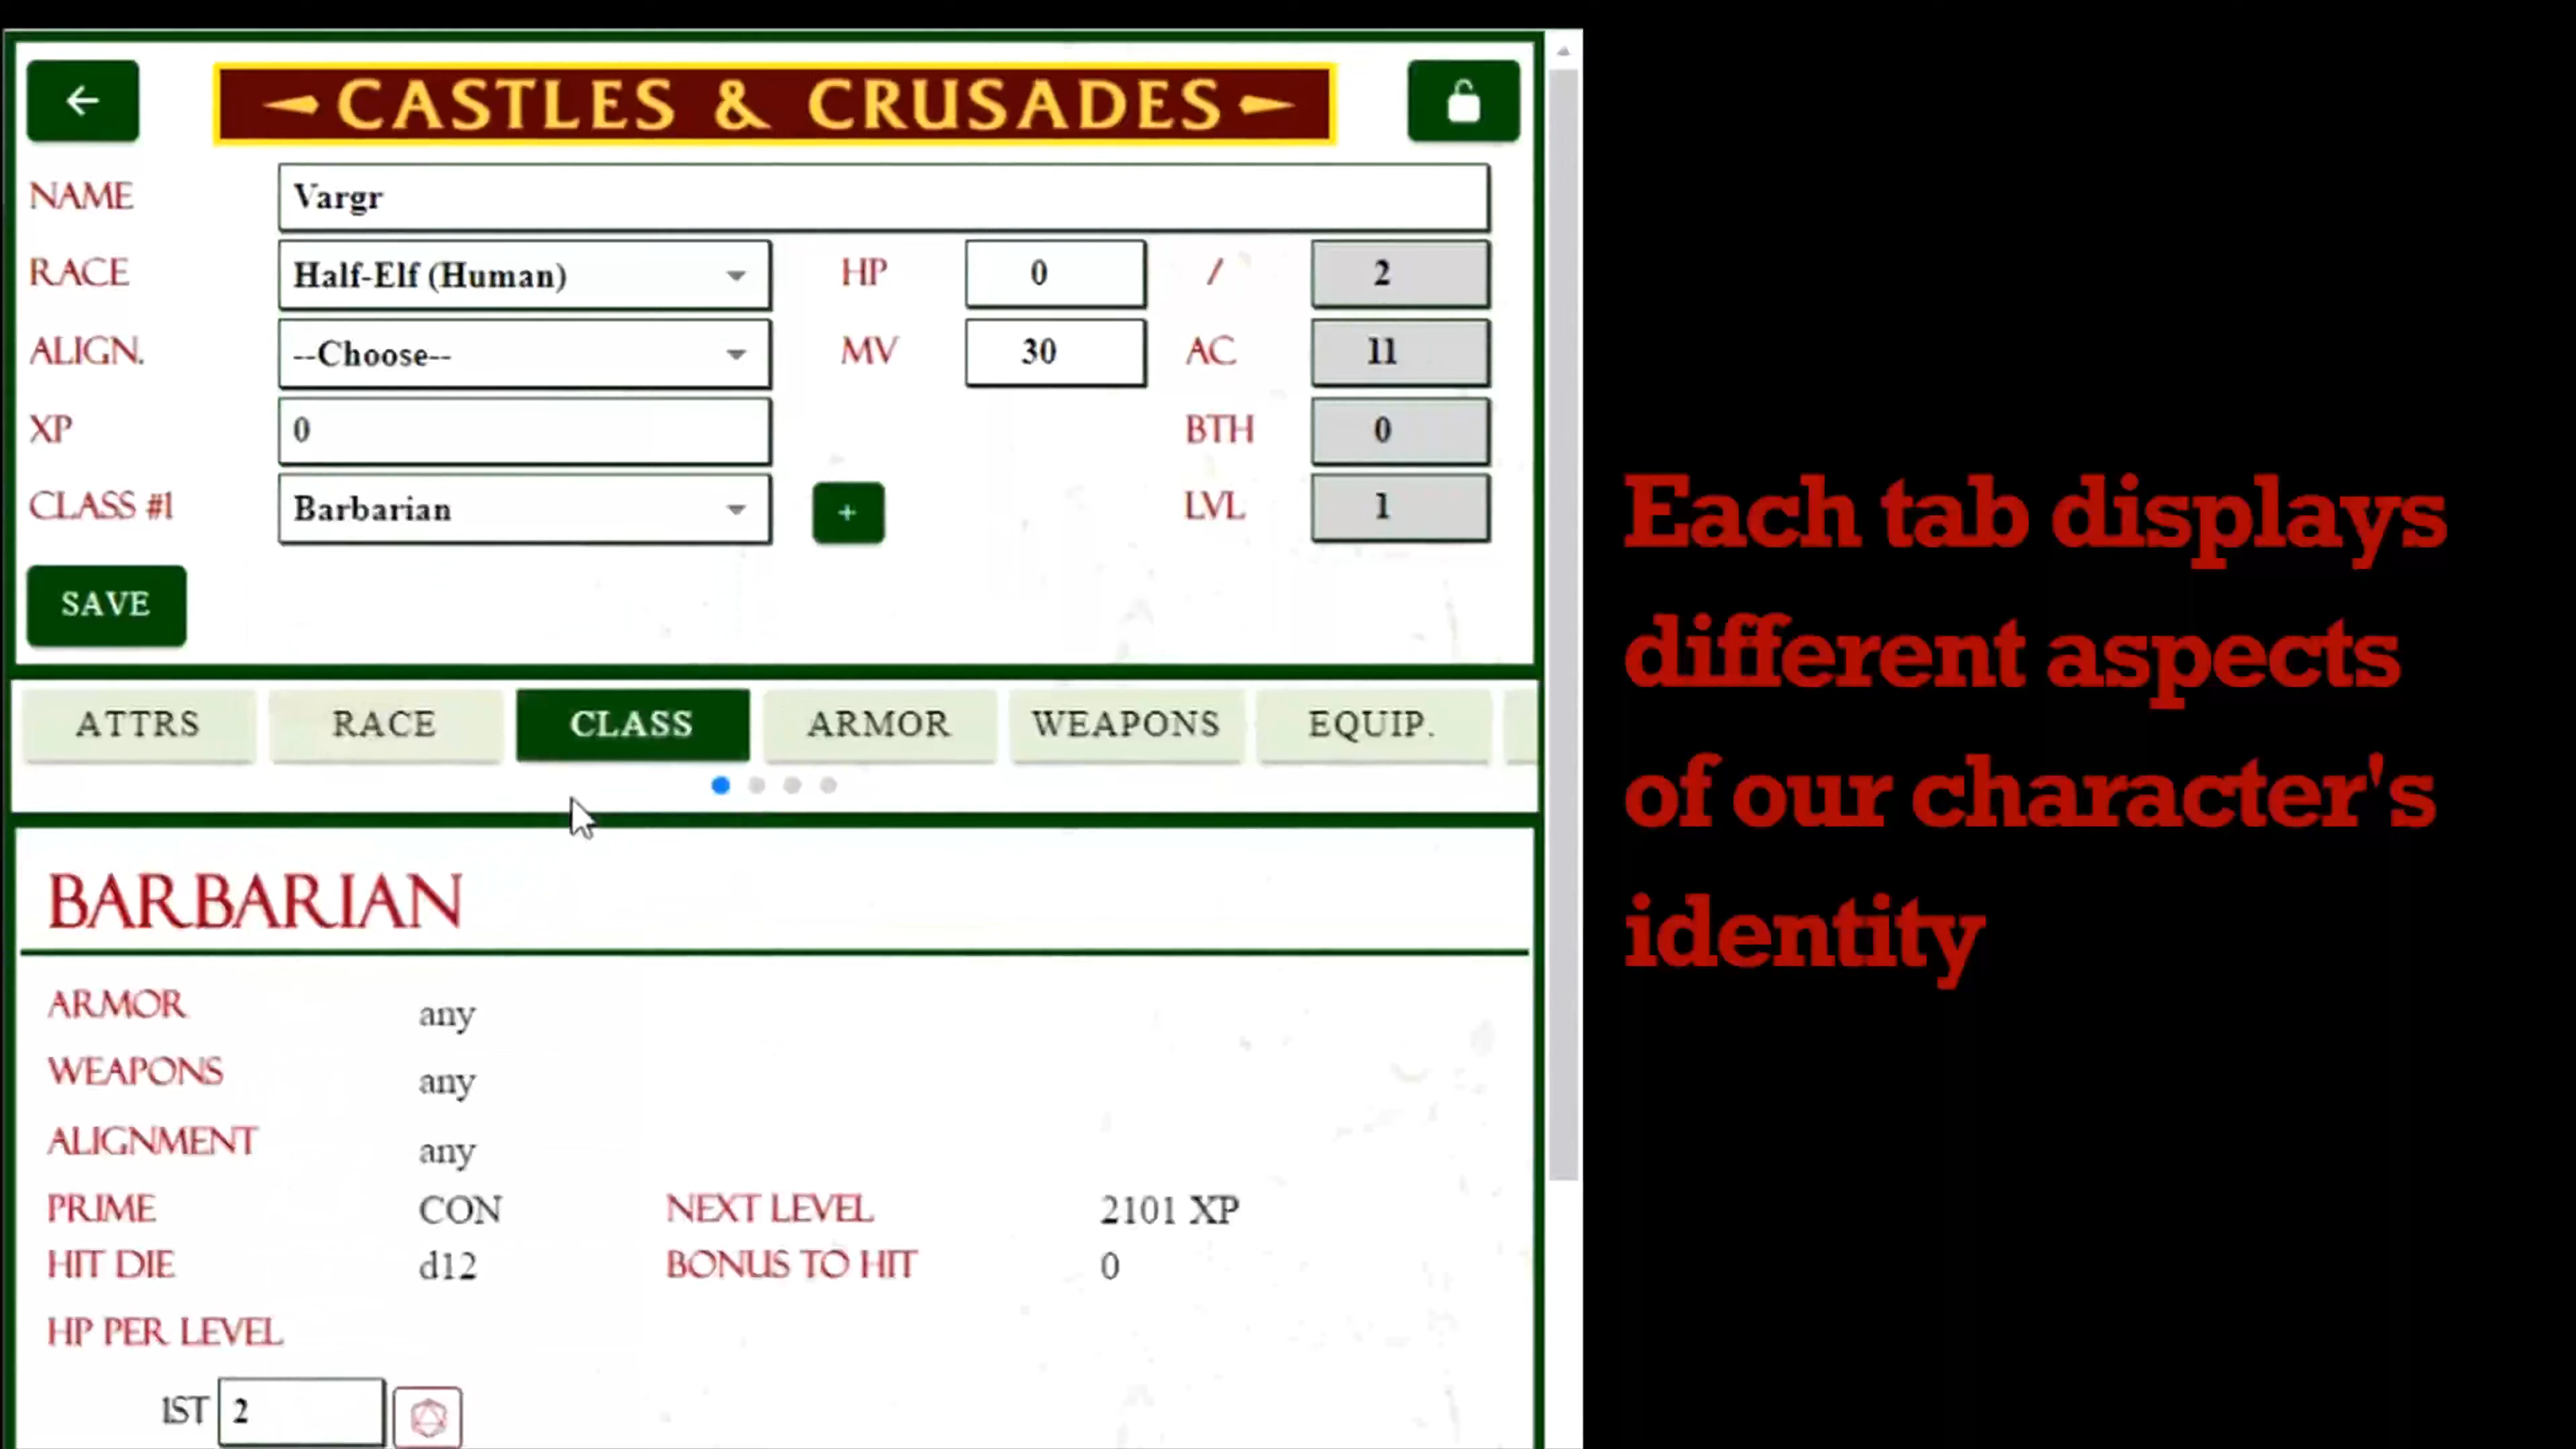 CASTLES & CRUSADES
NAME Vargr
RACE Half-Elf (Human) HP 0 / 2
ALIGN. --Choose-- MV 30 AC 11
XP 0 BTH 0
CLASS #1 Barbarian + LVL 1
SAVE
ATTRS RACE CLASS ARMOR WEAPONS EQUIP.
BARBARIAN
ARMOR any
WEAPONS any
ALIGNMENT any
PRIME CON NEXT LEVEL 2101 XP
HIT DIE d12 BONUS TO HIT 0
HP PER LEVEL
1ST 2
Each tab displays
different aspects
of our character's
identity